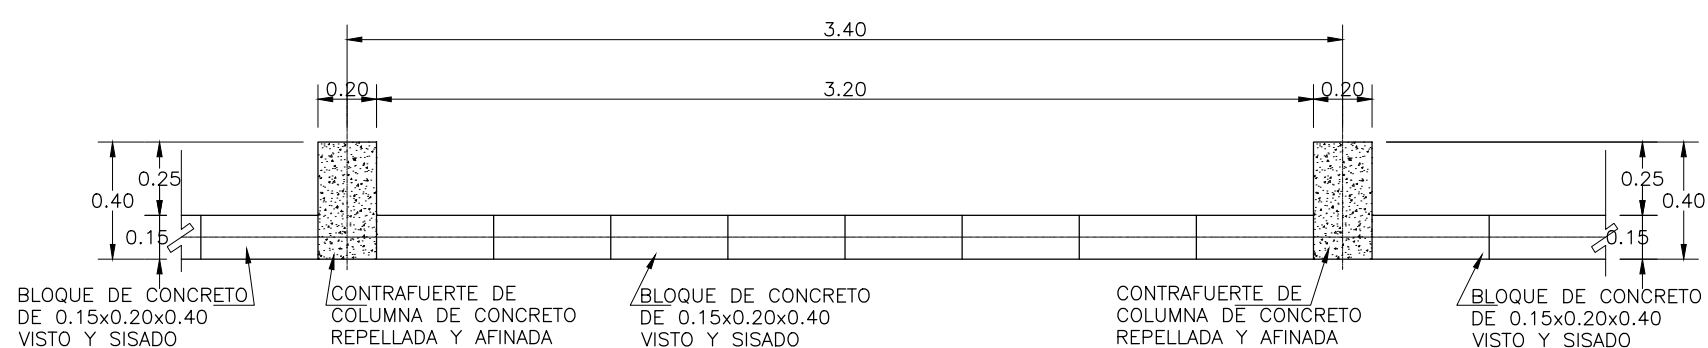 3.40
0.20
3.20
0.20
0.25
0.40
0.15
0.25
0.40
0.15
BLOQUE DE CONCRETO
DE 0.15x0.20x0.40
VISTO Y SISADO
CONTRAFUERTE DE
COLUMNA DE CONCRETO
REPELLADA Y AFINADA
BLOQUE DE CONCRETO
DE 0.15x0.20x0.40
VISTO Y SISADO
CONTRAFUERTE DE
COLUMNA DE CONCRETO
REPELLADA Y AFINADA
BLOQUE DE CONCRETO
DE 0.15x0.20x0.40
VISTO Y SISADO